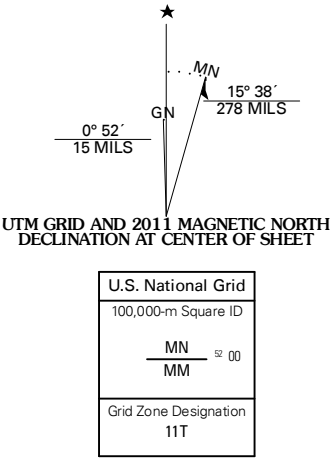 ★
MN
15° 38´
278 MILS
GN
0° 52´
15 MILS
UTM GRID AND 2011 MAGNETIC NORTH
DECLINATION AT CENTER OF SHEET
U.S. National Grid
100,000-m Square ID
MN
52 00
MM
Grid Zone Designation
11T